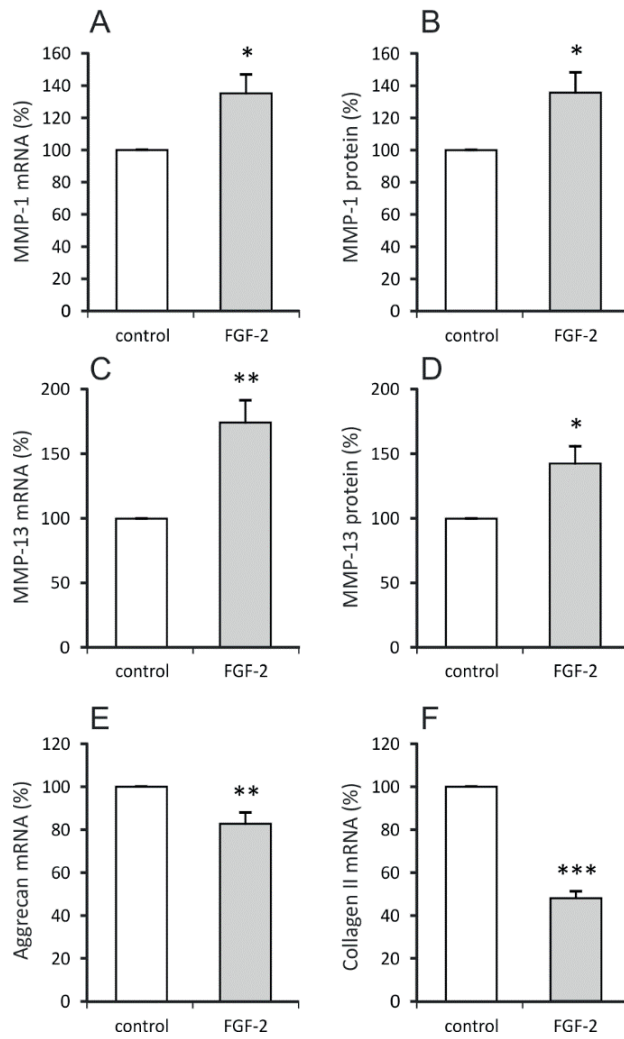 A
MMP-1 mRNA (%)
160
140
120
100
80
60
40
20
0
*
control FGF-2
B
MMP-1 protein (%)
160
140
120
100
80
60
40
20
0
*
control FGF-2
C
MMP-13 mRNA (%)
200
150
100
50
0
**
control FGF-2
D
MMP-13 protein (%)
200
150
100
50
0
*
control FGF-2
E
Aggrecan mRNA (%)
120
100
80
60
40
20
0
**
control FGF-2
F
Collagen II mRNA (%)
120
100
80
60
40
20
0
***
control FGF-2